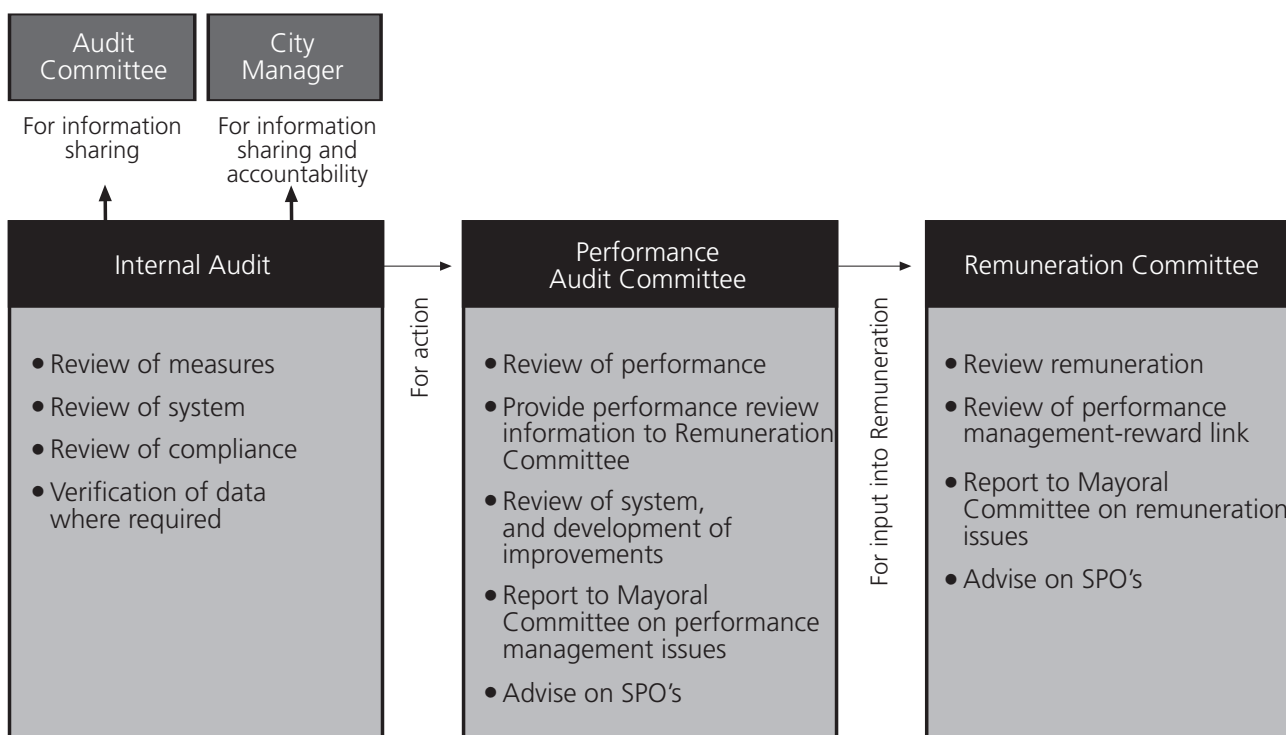 Audit
Committee
City
Manager
For information
sharing
For information
sharing and
accountability
Internal Audit
• Review of measures
• Review of system
• Review of compliance
• Verification of data
where required
For action
Performance
Audit Committee
• Review of performance
• Provide performance review
information to Remuneration
Committee
• Review of system,
and development of
improvements
• Report to Mayoral
Committee on performance
management issues
• Advise on SPO's
For input into Remuneration
Remuneration Committee
• Review remuneration
• Review of performance
management-reward link
• Report to Mayoral
Committee on remuneration
issues
• Advise on SPO's